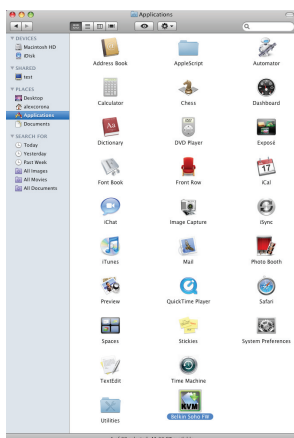 Applications
DEVICES
Macintosh HD
iDisk
SHARED
test
PLACES
Desktop
alexcorona
Applications
Documents
SEARCH FOR
Today
Yesterday
Past Week
All Images
All Movies
All Documents
Address Book
AppleScript
Automator
Calculator
Chess
Dashboard
Aa
Dictionary
DVD Player
Exposé
17
Font Book
Front Row
iCal
iChat
Image Capture
iSync
iTunes
Mail
Photo Booth
Preview
QuickTime Player
Safari
Spaces
Stickies
System Preferences
TextEdit
Time Machine
KVM
Utilities
Belkin Soho FW